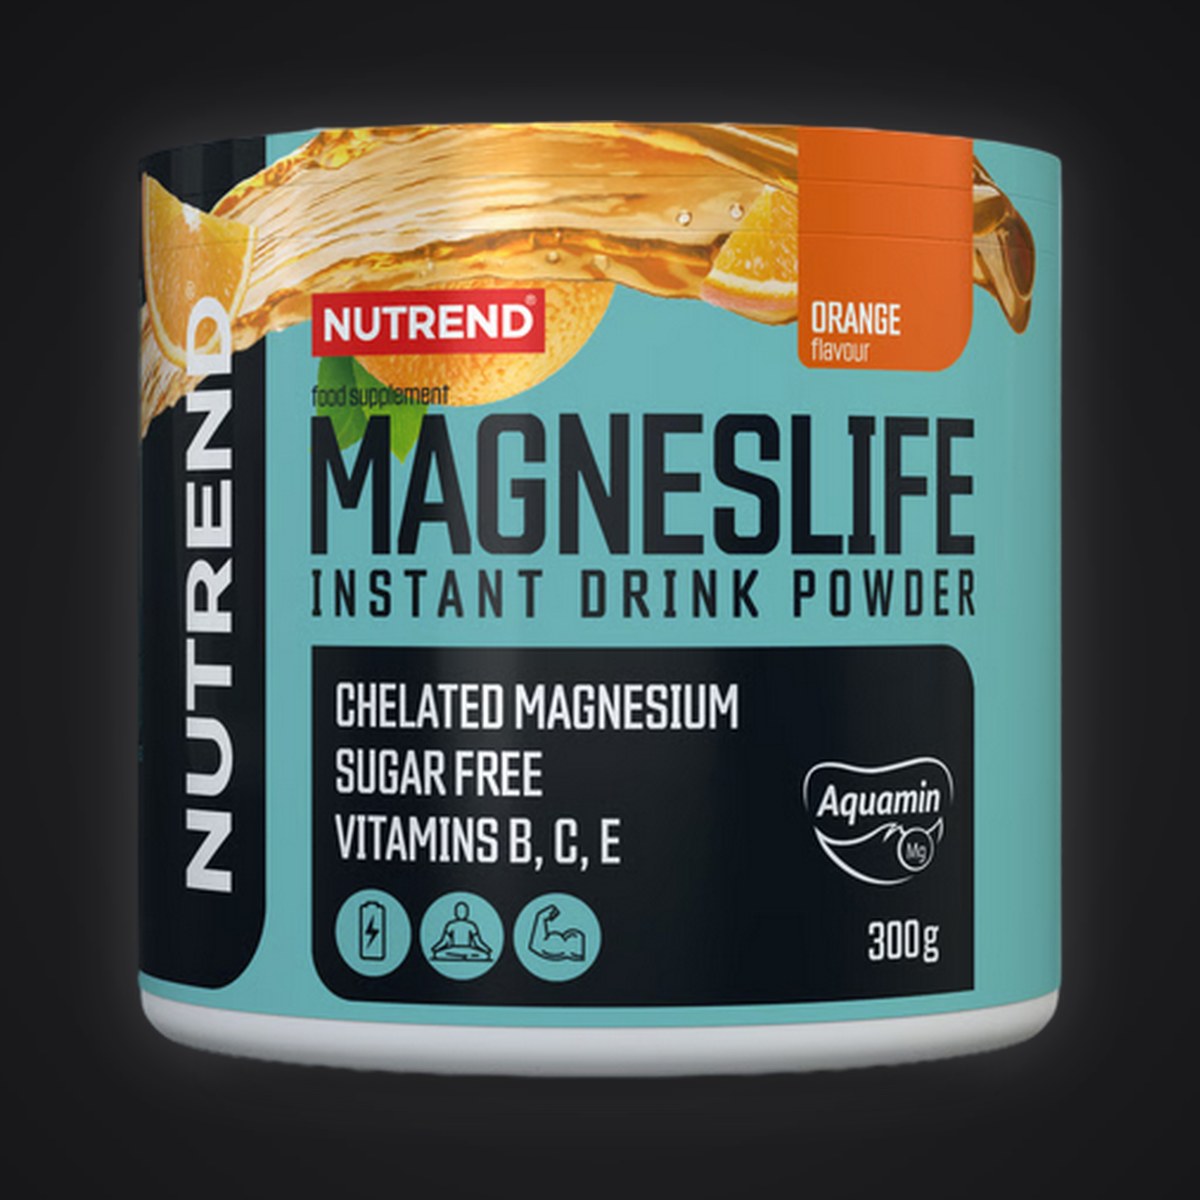 NUTREND
NUTREND®
ORANGE
flavour
food supplement
MAGNESLIFE
INSTANT DRINK POWDER
CHELATED MAGNESIUM
SUGAR FREE
VITAMINS B, C, E
Aquamin
Mg
300g